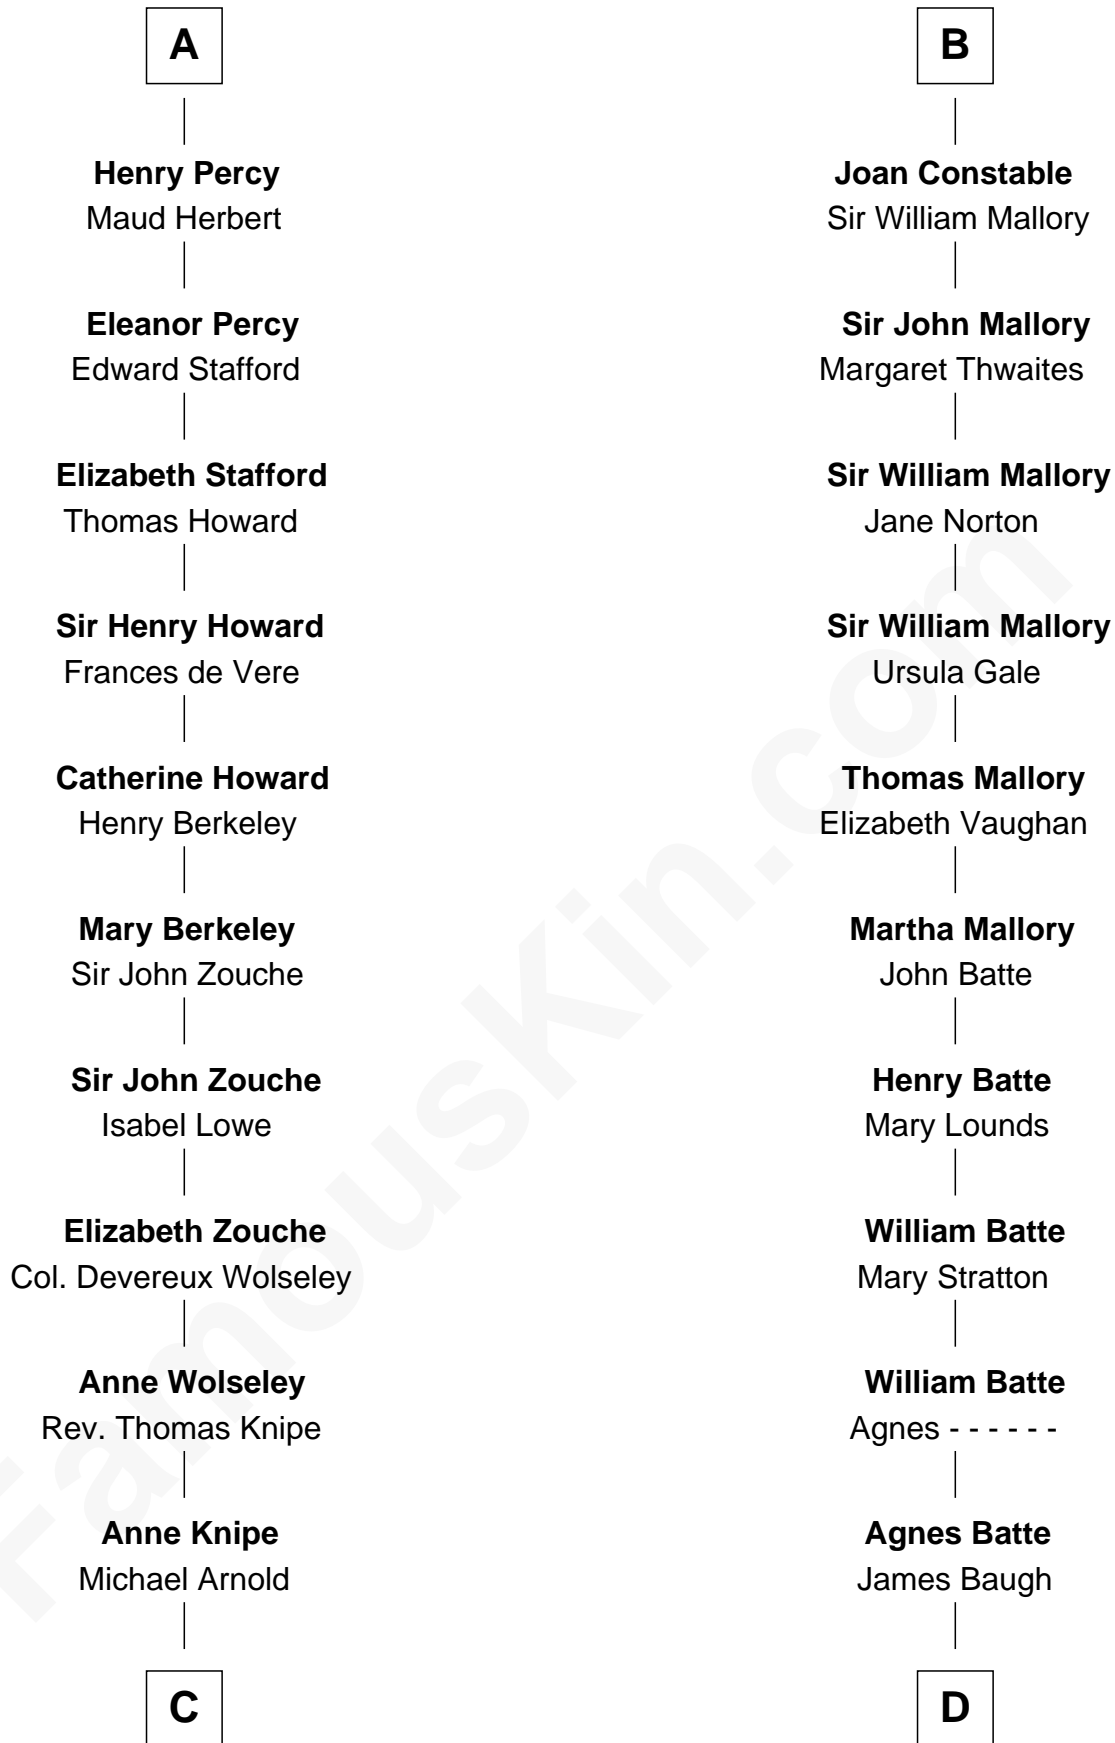 A
Henry Percy
Maud Herbert
Eleanor Percy
Edward Stafford
Elizabeth Stafford
Thomas Howard
Sir Henry Howard
Frances de Vere
Catherine Howard
Henry Berkeley
Mary Berkeley
Sir John Zouche
Sir John Zouche
Isabel Lowe
Elizabeth Zouche
Col. Devereux Wolseley
Anne Wolseley
Rev. Thomas Knipe
Anne Knipe
Michael Arnold
C
B
Joan Constable
Sir William Mallory
Sir John Mallory
Margaret Thwaites
Sir William Mallory
Jane Norton
Sir William Mallory
Ursula Gale
Thomas Mallory
Elizabeth Vaughan
Martha Mallory
John Batte
Henry Batte
Mary Lounds
William Batte
Mary Stratton
William Batte
Agnes - - - - - -
Agnes Batte
James Baugh
D
FamousKin.com